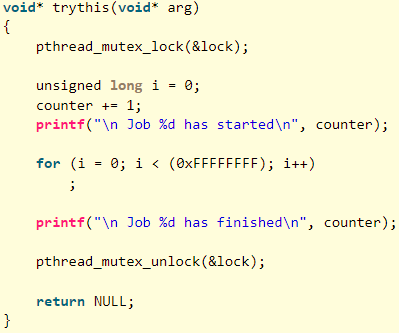 void* trythis(void* arg)
{
    pthread_mutex_lock(&lock);

    unsigned long i = 0;
    counter += 1;
    printf("\n Job %d has started\n", counter);

    for (i = 0; i < (0xFFFFFFFF); i++)
        ;

    printf("\n Job %d has finished\n", counter);

    pthread_mutex_unlock(&lock);

    return NULL;
}